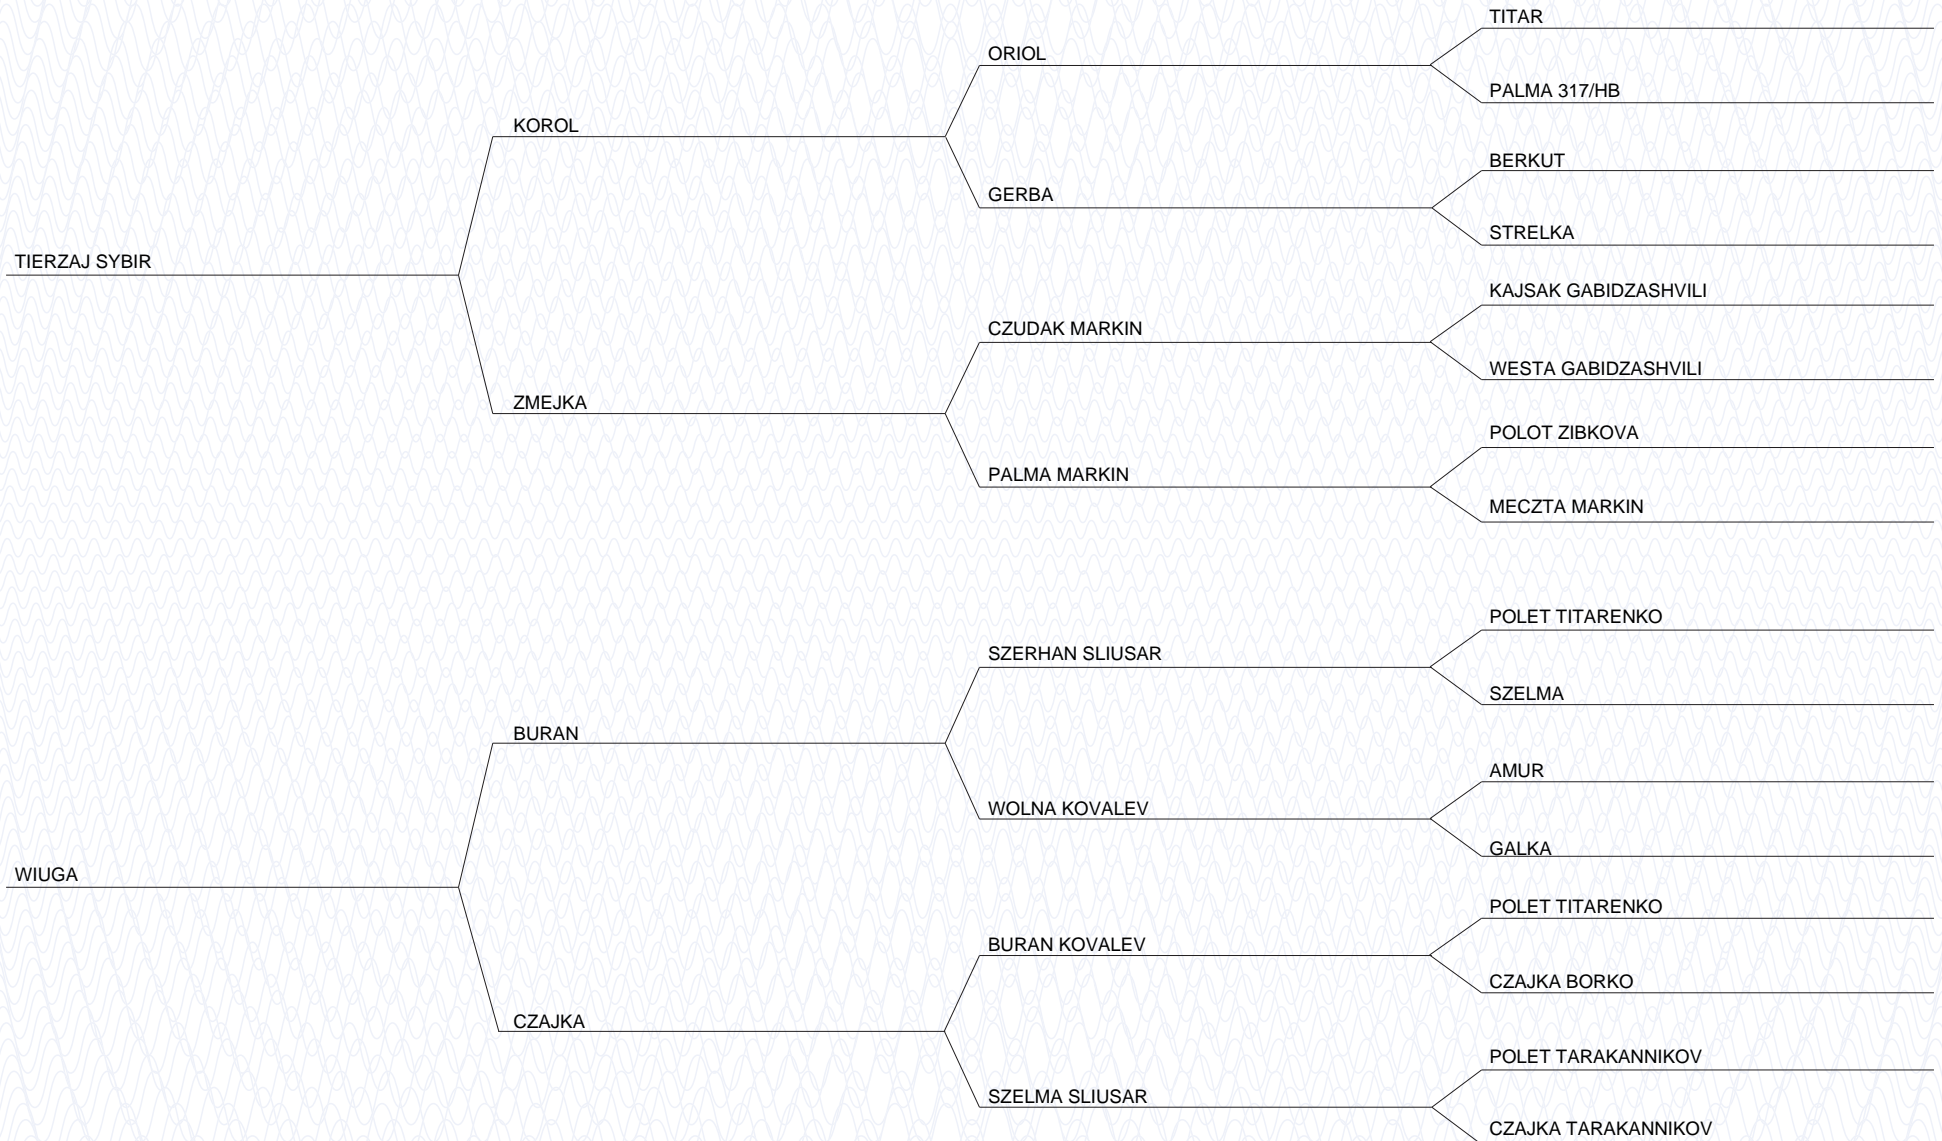 TITAR
ORIOL
PALMA 317/HB
KOROL
BERKUT
GERBA
STRELKA
TIERZAJ SYBIR
KAJSAK GABIDZASHVILI
CZUDAK MARKIN
WESTA GABIDZASHVILI
ZMEJKA
POLOT ZIBKOVA
PALMA MARKIN
MECZTA MARKIN
POLET TITARENKO
SZERHAN SLIUSAR
SZELMA
BURAN
AMUR
WOLNA KOVALEV
GALKA
WIUGA
POLET TITARENKO
BURAN KOVALEV
CZAJKA BORKO
CZAJKA
POLET TARAKANNIKOV
SZELMA SLIUSAR
CZAJKA TARAKANNIKOV